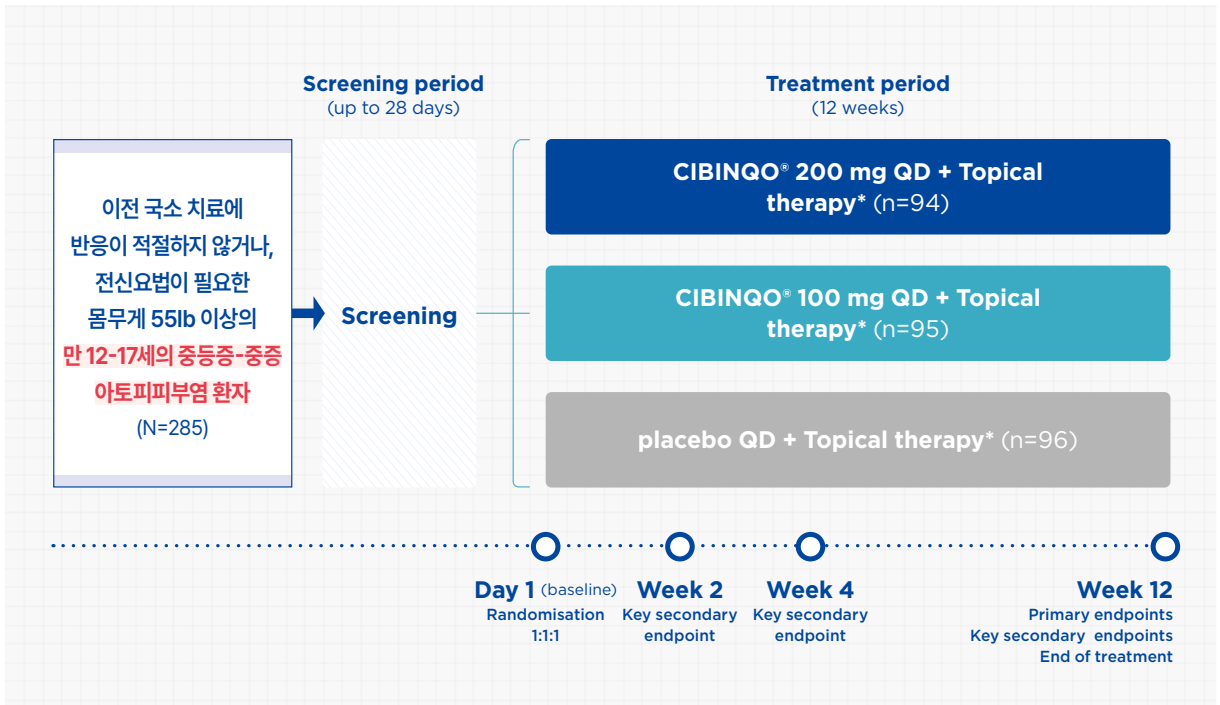 Screening period
(up to 28 days)
Treatment period
(12 weeks)
이전 국소 치료에
반응이 적절하지 않거나,
전신요법이 필요한
몸무게 55lb 이상의
만 12-17세의 중등증-중증
아토피피부염 환자
(N=285)
Screening
CIBINQO® 200 mg QD + Topical
therapy* (n=94)
CIBINQO® 100 mg QD + Topical
therapy* (n=95)
placebo QD + Topical therapy* (n=96)
Day 1 (baseline)
Randomisation
1:1:1
Week 2
Key secondary
endpoint
Week 4
Key secondary
endpoint
Week 12
Primary endpoints
Key secondary endpoints
End of treatment